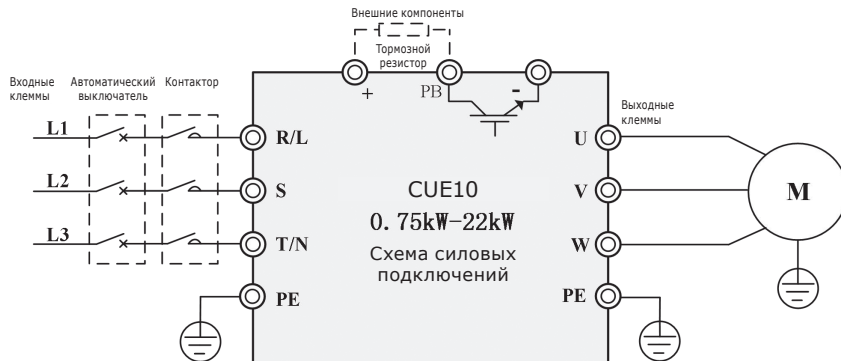 Внешние компоненты
Тормозной
резистор
Входные
клеммы
Автоматический
выключатель
Контактор
+
PB
-
Выходные
клеммы
L1
R/L
U
L2
S
CUE10
V
M
0.75kW-22kW
L3
T/N
Схема силовых
подключений
W
PE
PE